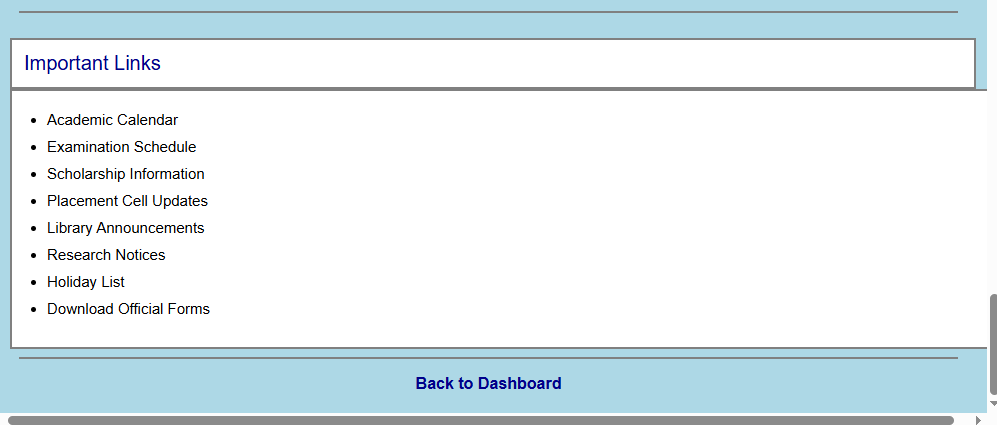 Important Links
Academic Calendar
Examination Schedule
Scholarship Information
Placement Cell Updates
Library Announcements
Research Notices
Holiday List
Download Official Forms
Back to Dashboard